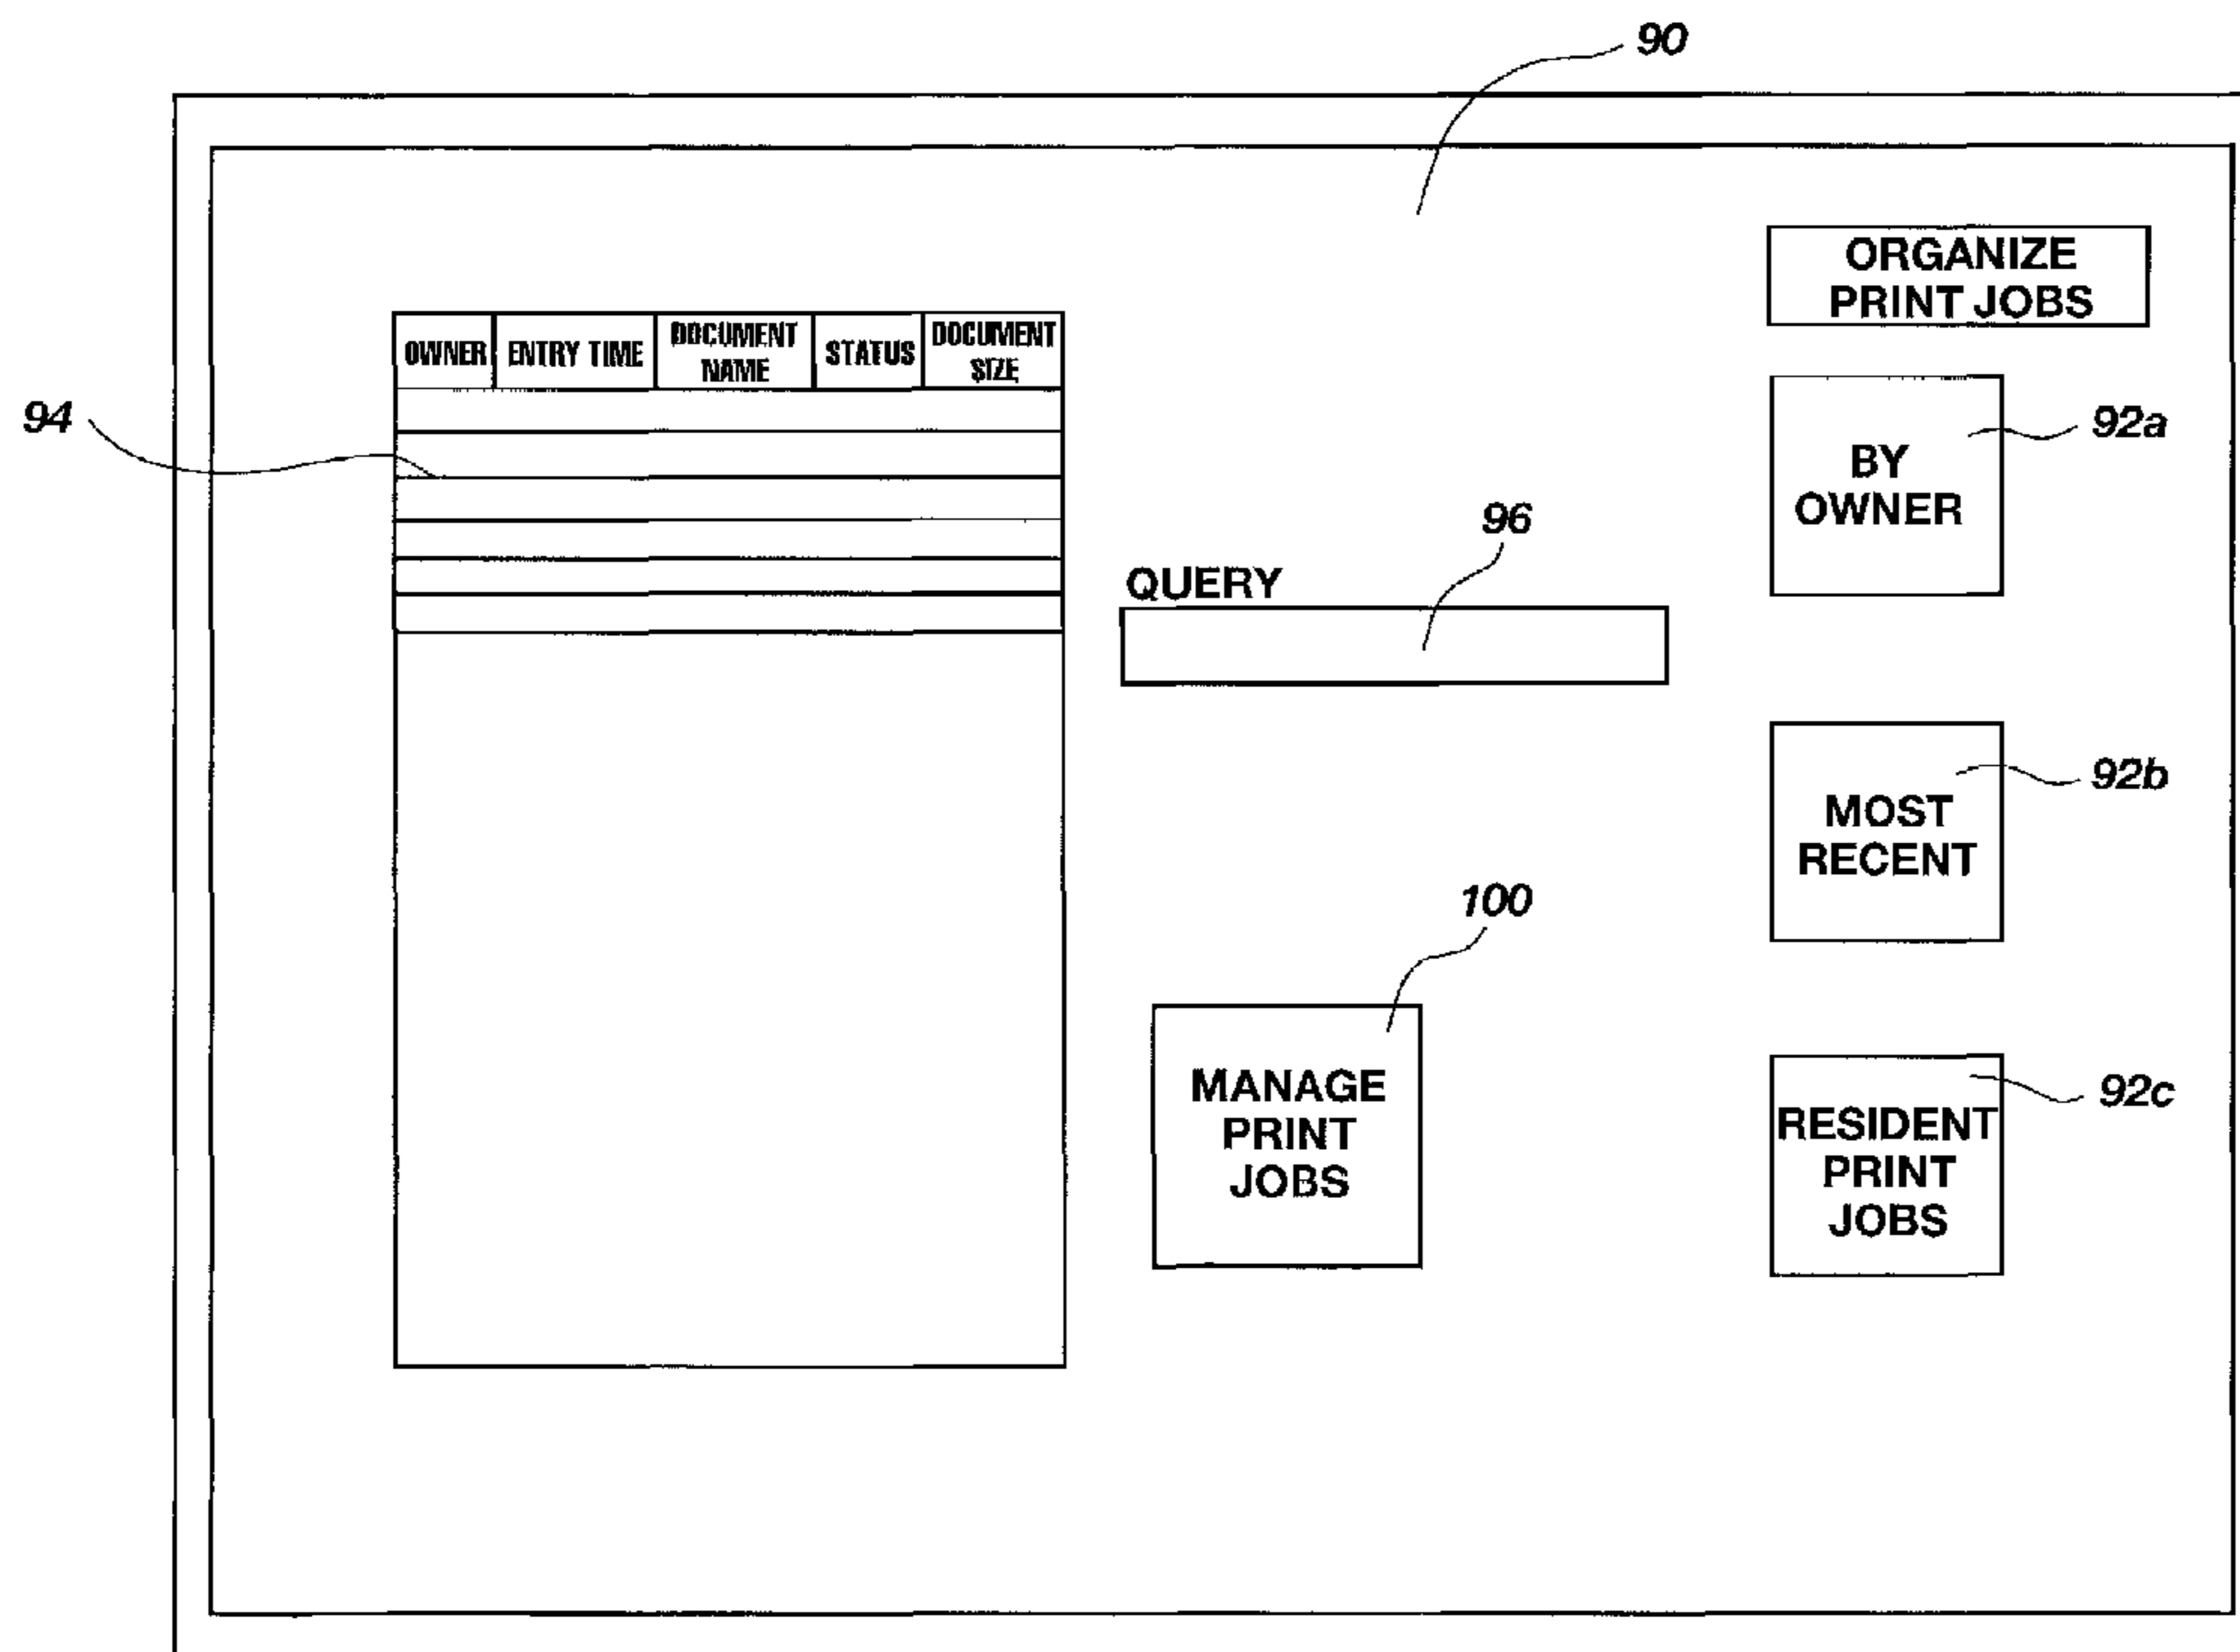 90
ORGANIZE
PRINT JOBS
OWNER ENTRY TIME DOCUMENT NAME STATUS DOCUMENT SIZE
94
92a
BY
OWNER
96
QUERY
92b
MOST
RECENT
100
MANAGE
PRINT
JOBS
92c
RESIDENT
PRINT
JOBS